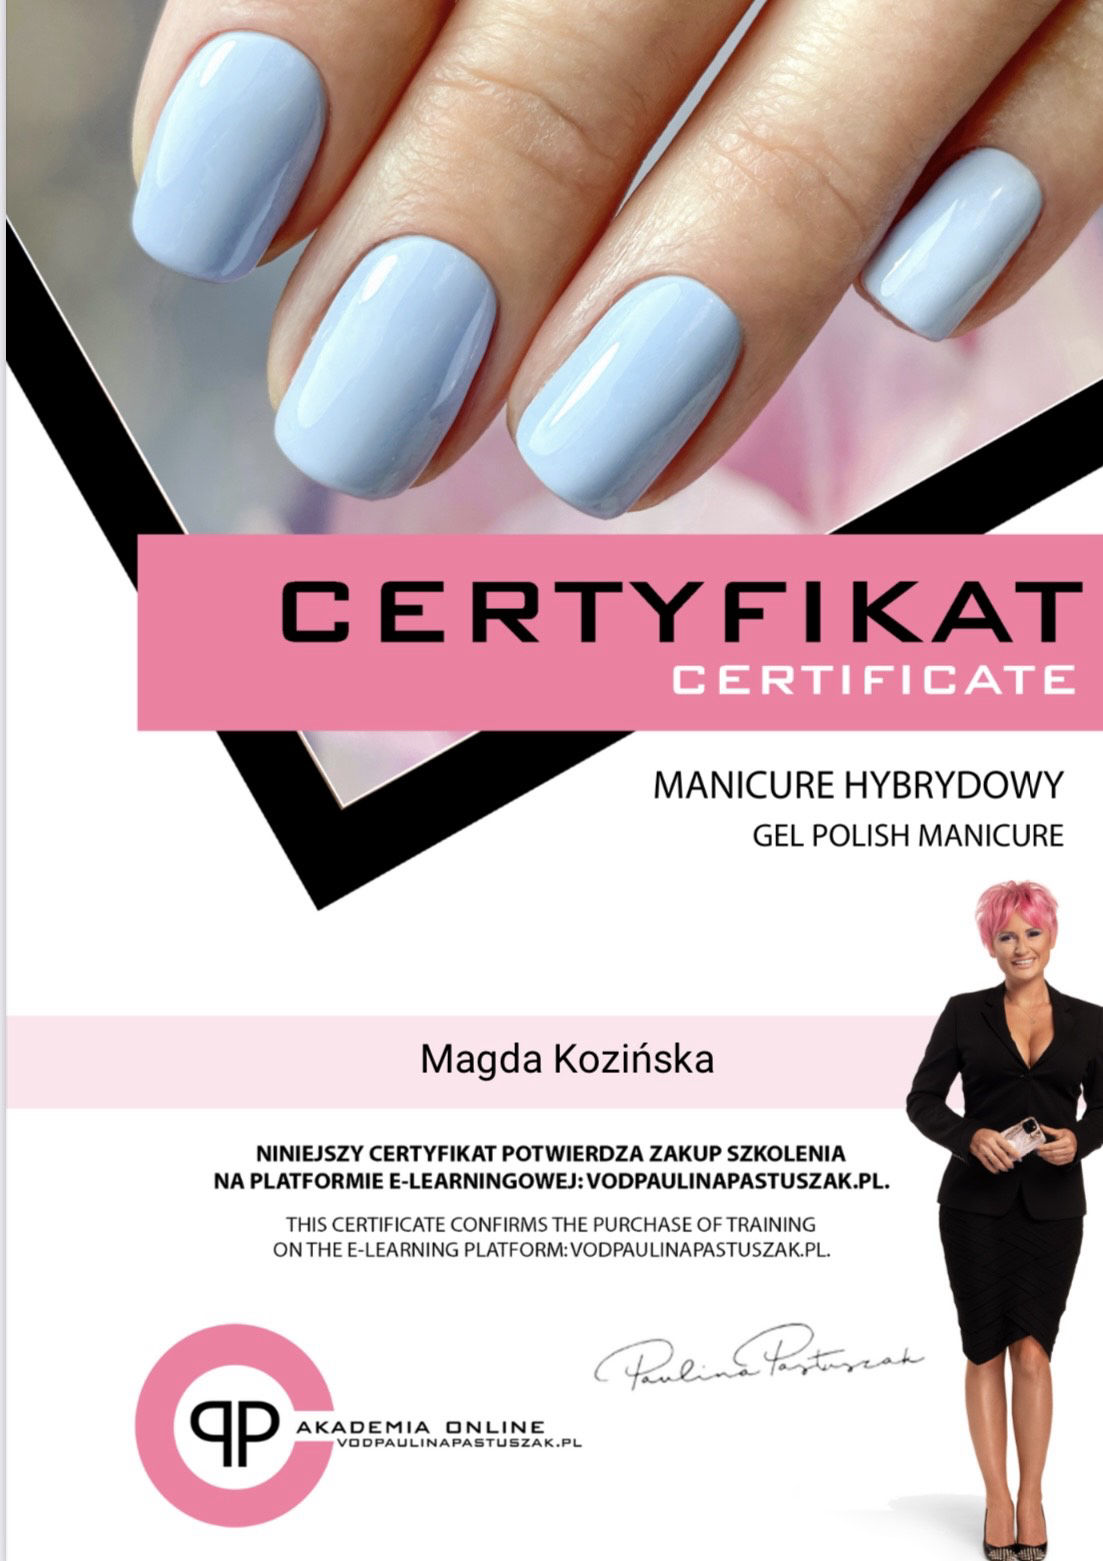 CERTYFIKAT
CERTIFICATE
MANICURE HYBRYDOWY
GEL POLISH MANICURE
Magda Kozińska
NINIEJSZY CERTYFIKAT POTWIERDZA ZAKUP SZKOLENIA
NA PLATFORMIE E-LEARNINGOWEJ: VODPAULINAPASTUSZAK.PL.
THIS CERTIFICATE CONFIRMS THE PURCHASE OF TRAINING
ON THE E-LEARNING PLATFORM: VODPAULINAPASTUSZAK.PL.
Paulina Pastuszak
PP
AKADEMIA ONLINE
VODPAULINAPASTUSZAK.PL